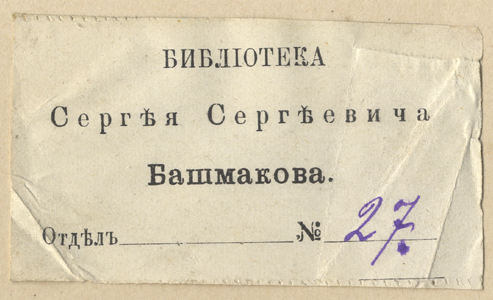 БИБЛІОТЕКА
Сергѣя Сергѣевича
Башмакова.
Отдѣлъ № 27.